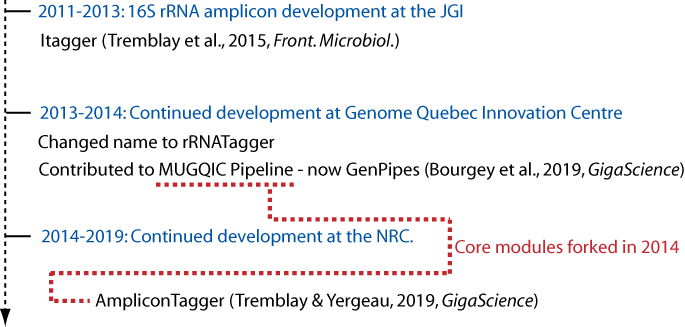 2011-2013: 16S rRNA amplicon development at the JGI
Itagger (Tremblay et al., 2015, Front. Microbiol.)
2013-2014: Continued development at Genome Quebec Innovation Centre
Changed name to rRNATagger
Contributed to MUGQIC Pipeline - now GenPipes (Bourgey et al., 2019, GigaScience)
2014-2019: Continued development at the NRC.
Core modules forked in 2014
AmpliconTagger (Tremblay & Yergeau, 2019, GigaScience)